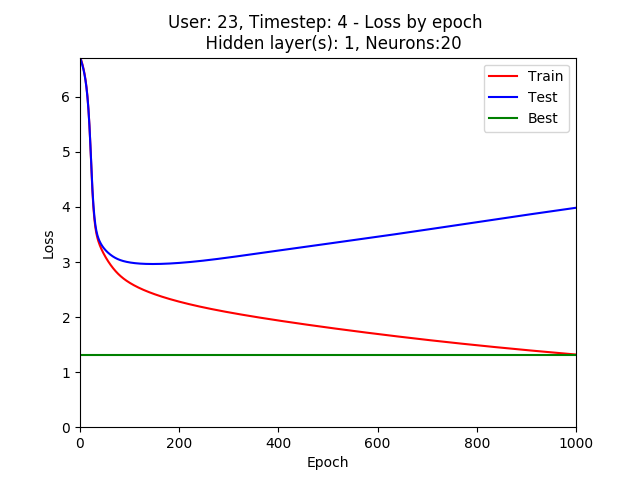 User: 23, Timestep: 4 - Loss by epoch
Hidden layer(s): 1, Neurons:20
Train
Test
Best
6
5
4
3
2
1
0
Loss
0 200 400 600 800 1000
Epoch